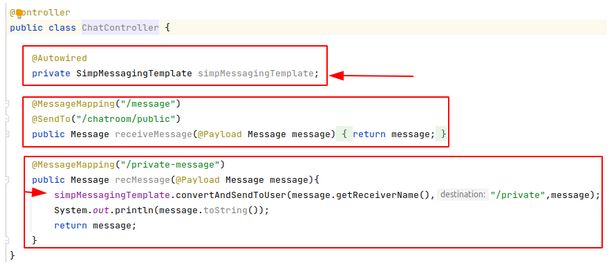 @Controller
public class ChatController {
@Autowired
private SimpMessagingTemplate simpMessagingTemplate;
@MessageMapping("/message")
@SendTo("/chatroom/public")
public Message receiveMessage(@Payload Message message) { return message; }
@MessageMapping("/private-message")
public Message recMessage(@Payload Message message){
simpMessagingTemplate.convertAndSendToUser(message.getReceiverName(), destination: "/private",message);
System.out.println(message.toString());
return message;
}
}